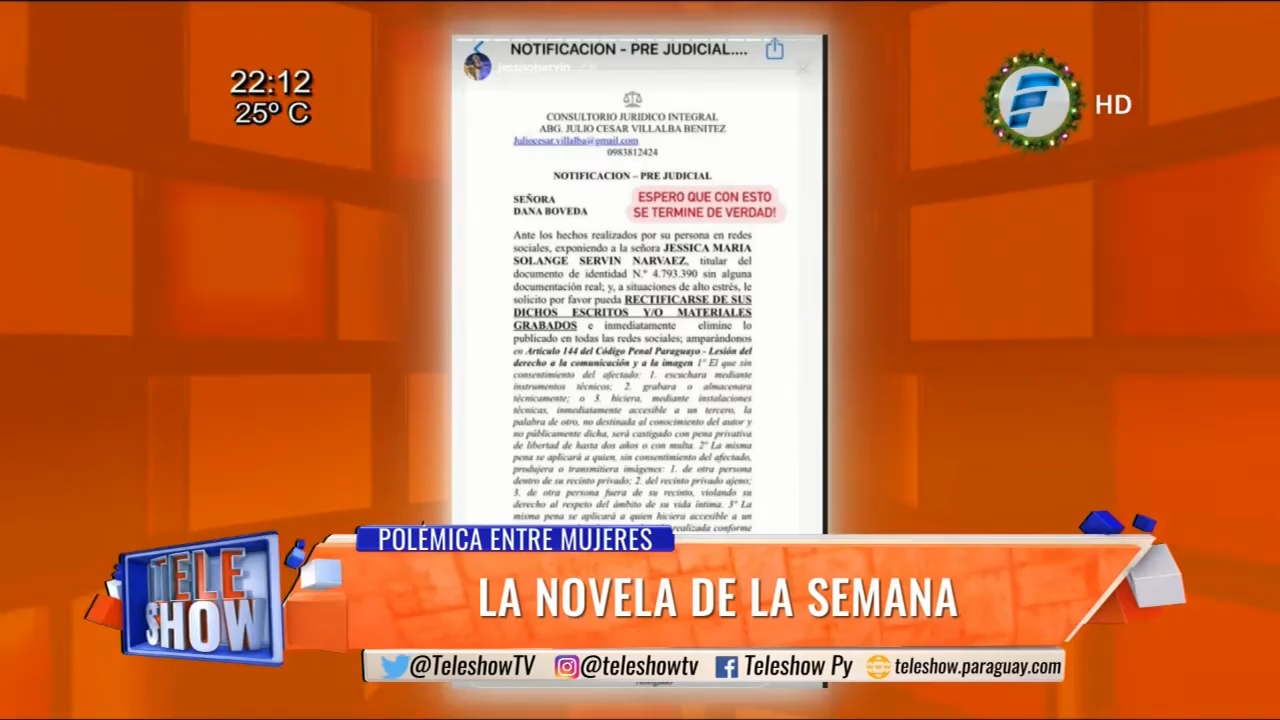 22:12
25º C
HD
NOTIFICACION - PRE JUDICIAL....
jessisolservin
CONSULTORIO JURIDICO INTEGRAL
ABG. JULIO CESAR VILLALBA BENITEZ
Juliocesar.villalba@gmail.com
0983812424
NOTIFICACION – PRE JUDICIAL
SEÑORA
DANA BOVEDA
ESPERO QUE CON ESTO
SE TERMINE DE VERDAD!
Ante los hechos realizados por su persona en redes
sociales, exponiendo a la señora JESSICA MARIA
SOLANGE SERVIN NARVAEZ, titular del
documento de identidad N.º 4.793.390 sin alguna
documentación real; y, a situaciones de alto estrés, le
solicito por favor pueda RECTIFICARSE DE SUS
DICHOS ESCRITOS Y/O MATERIALES
GRABADOS e inmediatamente elimine lo
publicado en todas las redes sociales; amparándonos
en Artículo 144 del Código Penal Paraguayo - Lesión del
derecho a la comunicación y a la imagen 1º El que sin
consentimiento del afectado: 1. escuchara mediante
instrumentos técnicos; 2. grabara o almacenara
técnicamente; o 3. hiciera, mediante instalaciones
técnicas, inmediatamente accesible a un tercero, la
palabra de otro, no destinada al conocimiento del autor y
no públicamente dicha, será castigado con pena privativa
de libertad de hasta dos años o con multa. 2º La misma
pena se aplicará a quien, sin consentimiento del afectado,
produjera o transmitiera imágenes: 1. de otra persona
dentro de su recinto privado; 2. del recinto privado ajeno;
3. de otra persona fuera de su recinto, violando su
derecho al respeto del ámbito de su vida íntima. 3º La
misma pena se aplicará a quien hiciera accesible a un
realizada conforme
POLÉMICA ENTRE MUJERES
TELE
SHOW
LA NOVELA DE LA SEMANA
@TeleshowTV @teleshowtv Teleshow Py teleshow.paraguay.com